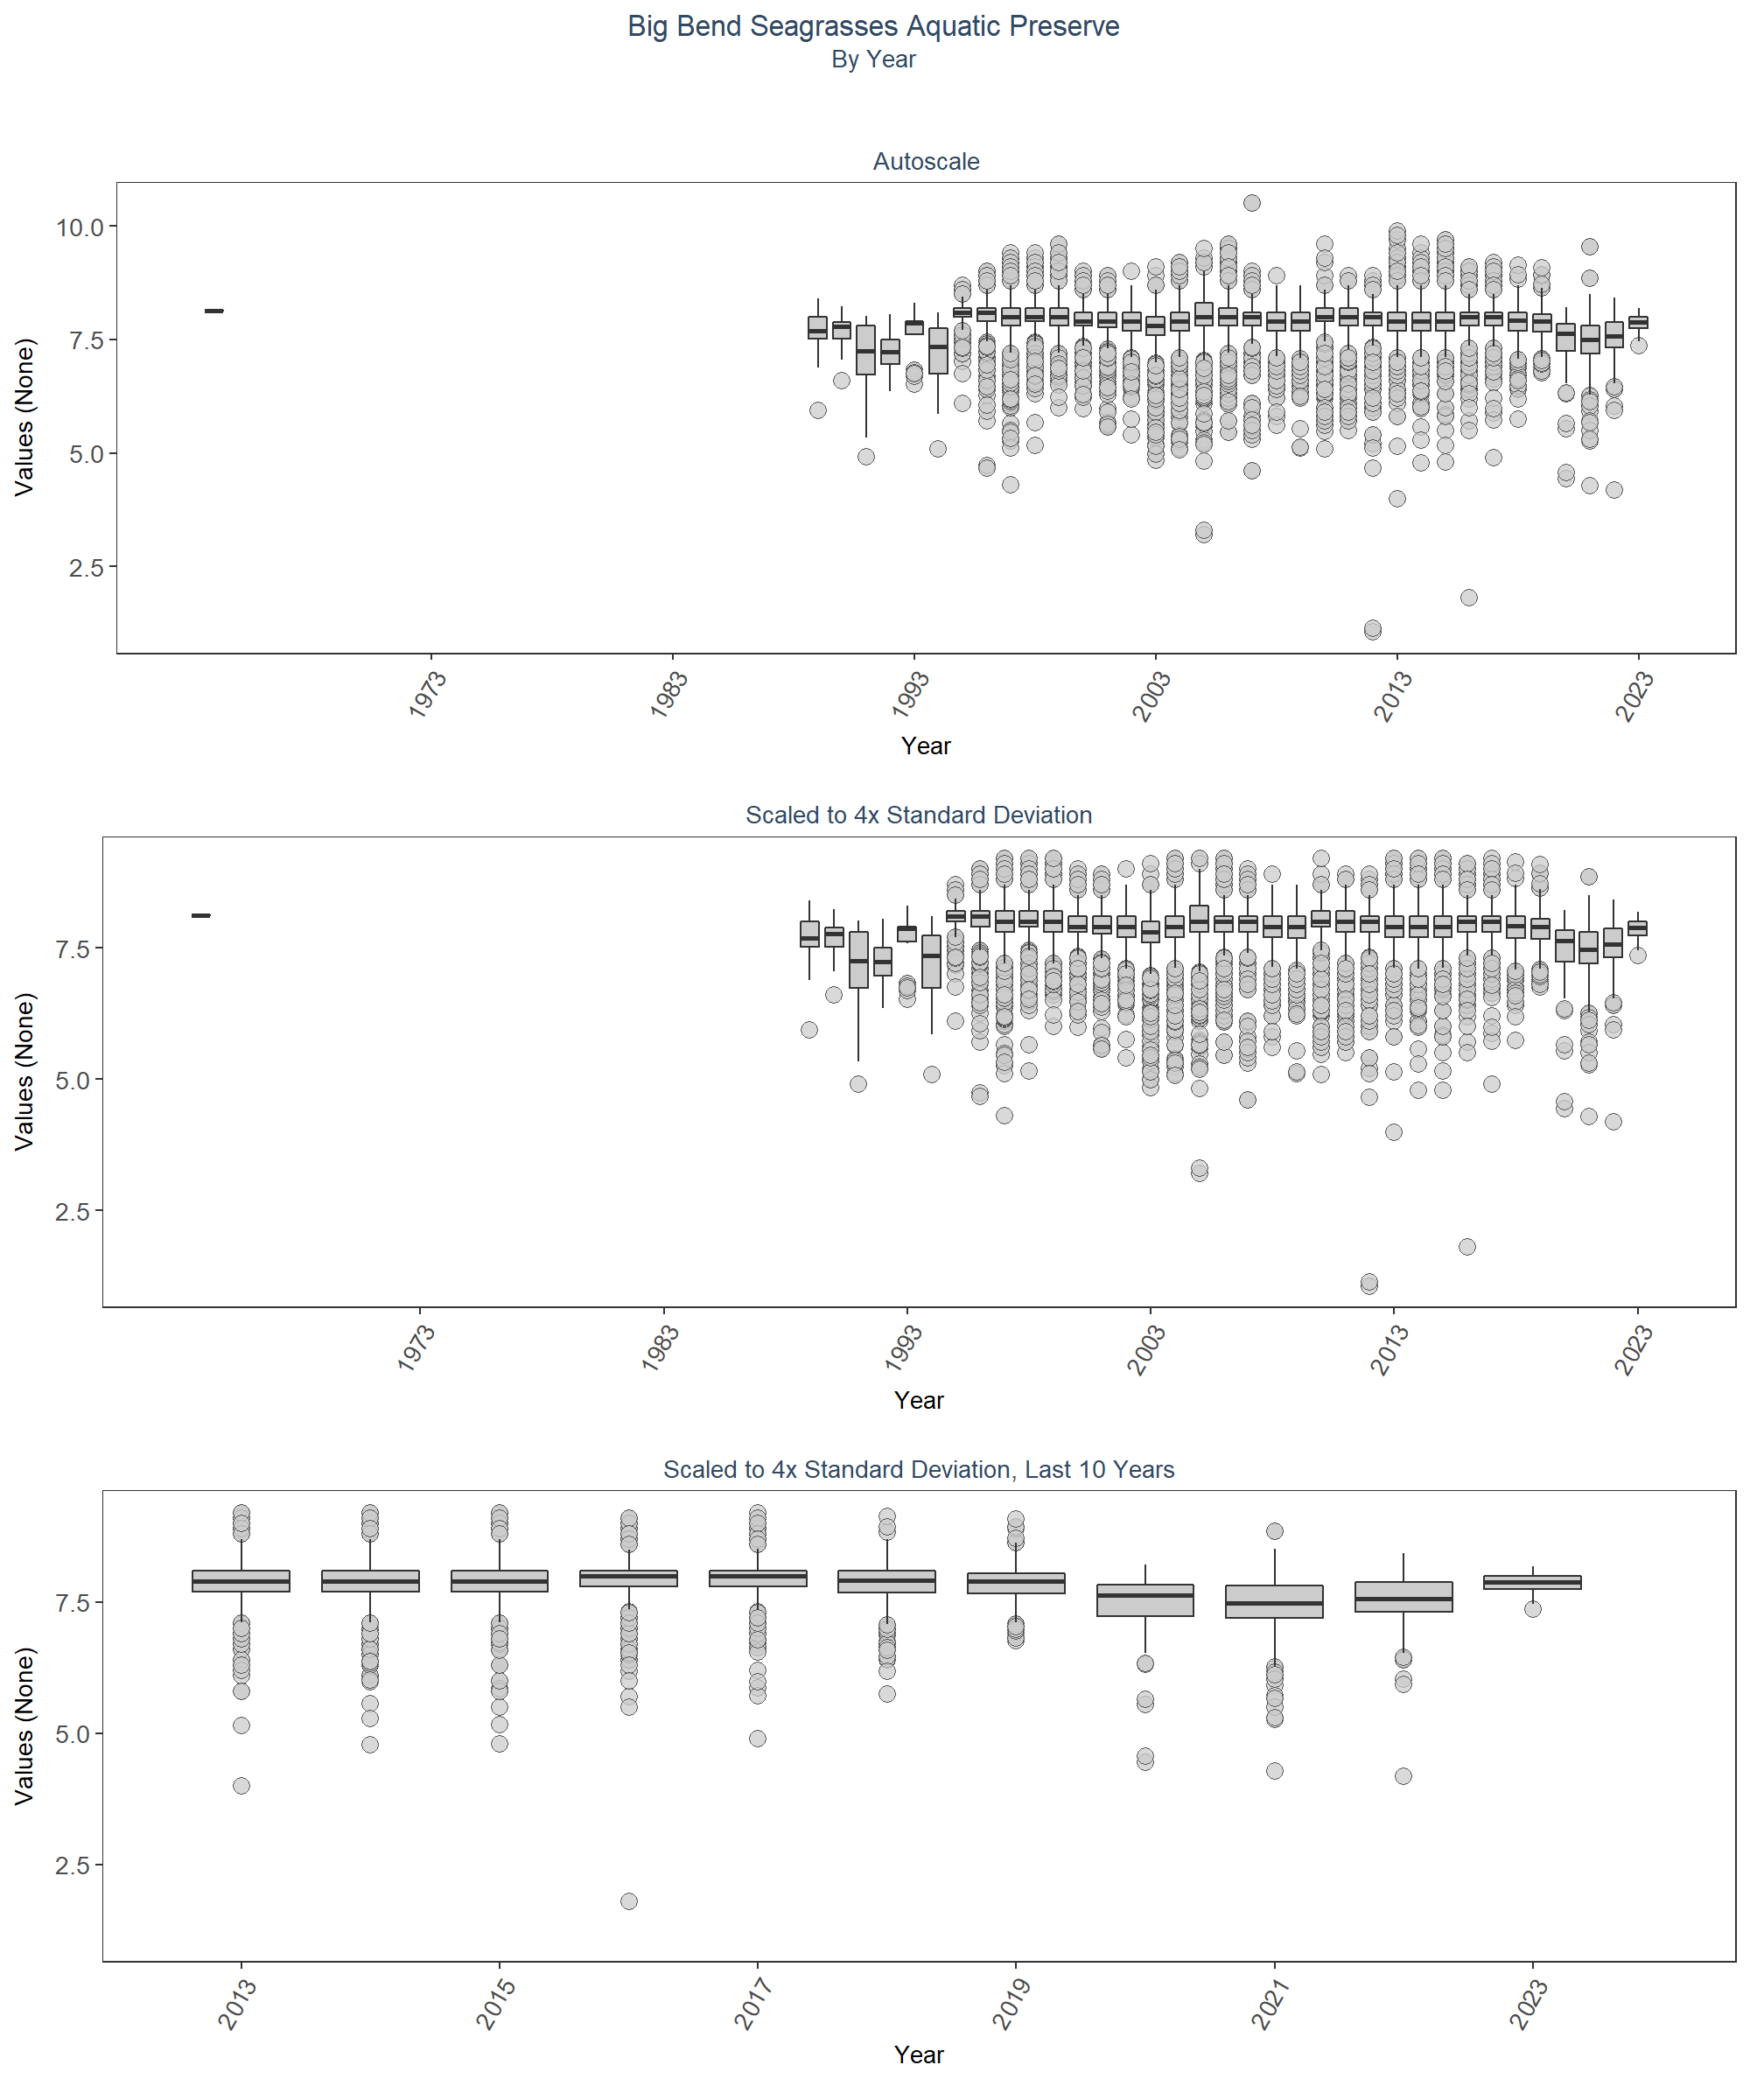 Big Bend Seagrasses Aquatic Preserve
By Year
Autoscale
10.0
7.5
5.0
2.5
Values (None)
1973
1983
1993
2003
2013
2023
Year
Scaled to 4x Standard Deviation
7.5
5.0
2.5
Values (None)
1973
1983
1993
2003
2013
2023
Year
Scaled to 4x Standard Deviation, Last 10 Years
7.5
5.0
2.5
Values (None)
2013
2015
2017
2019
2021
2023
Year